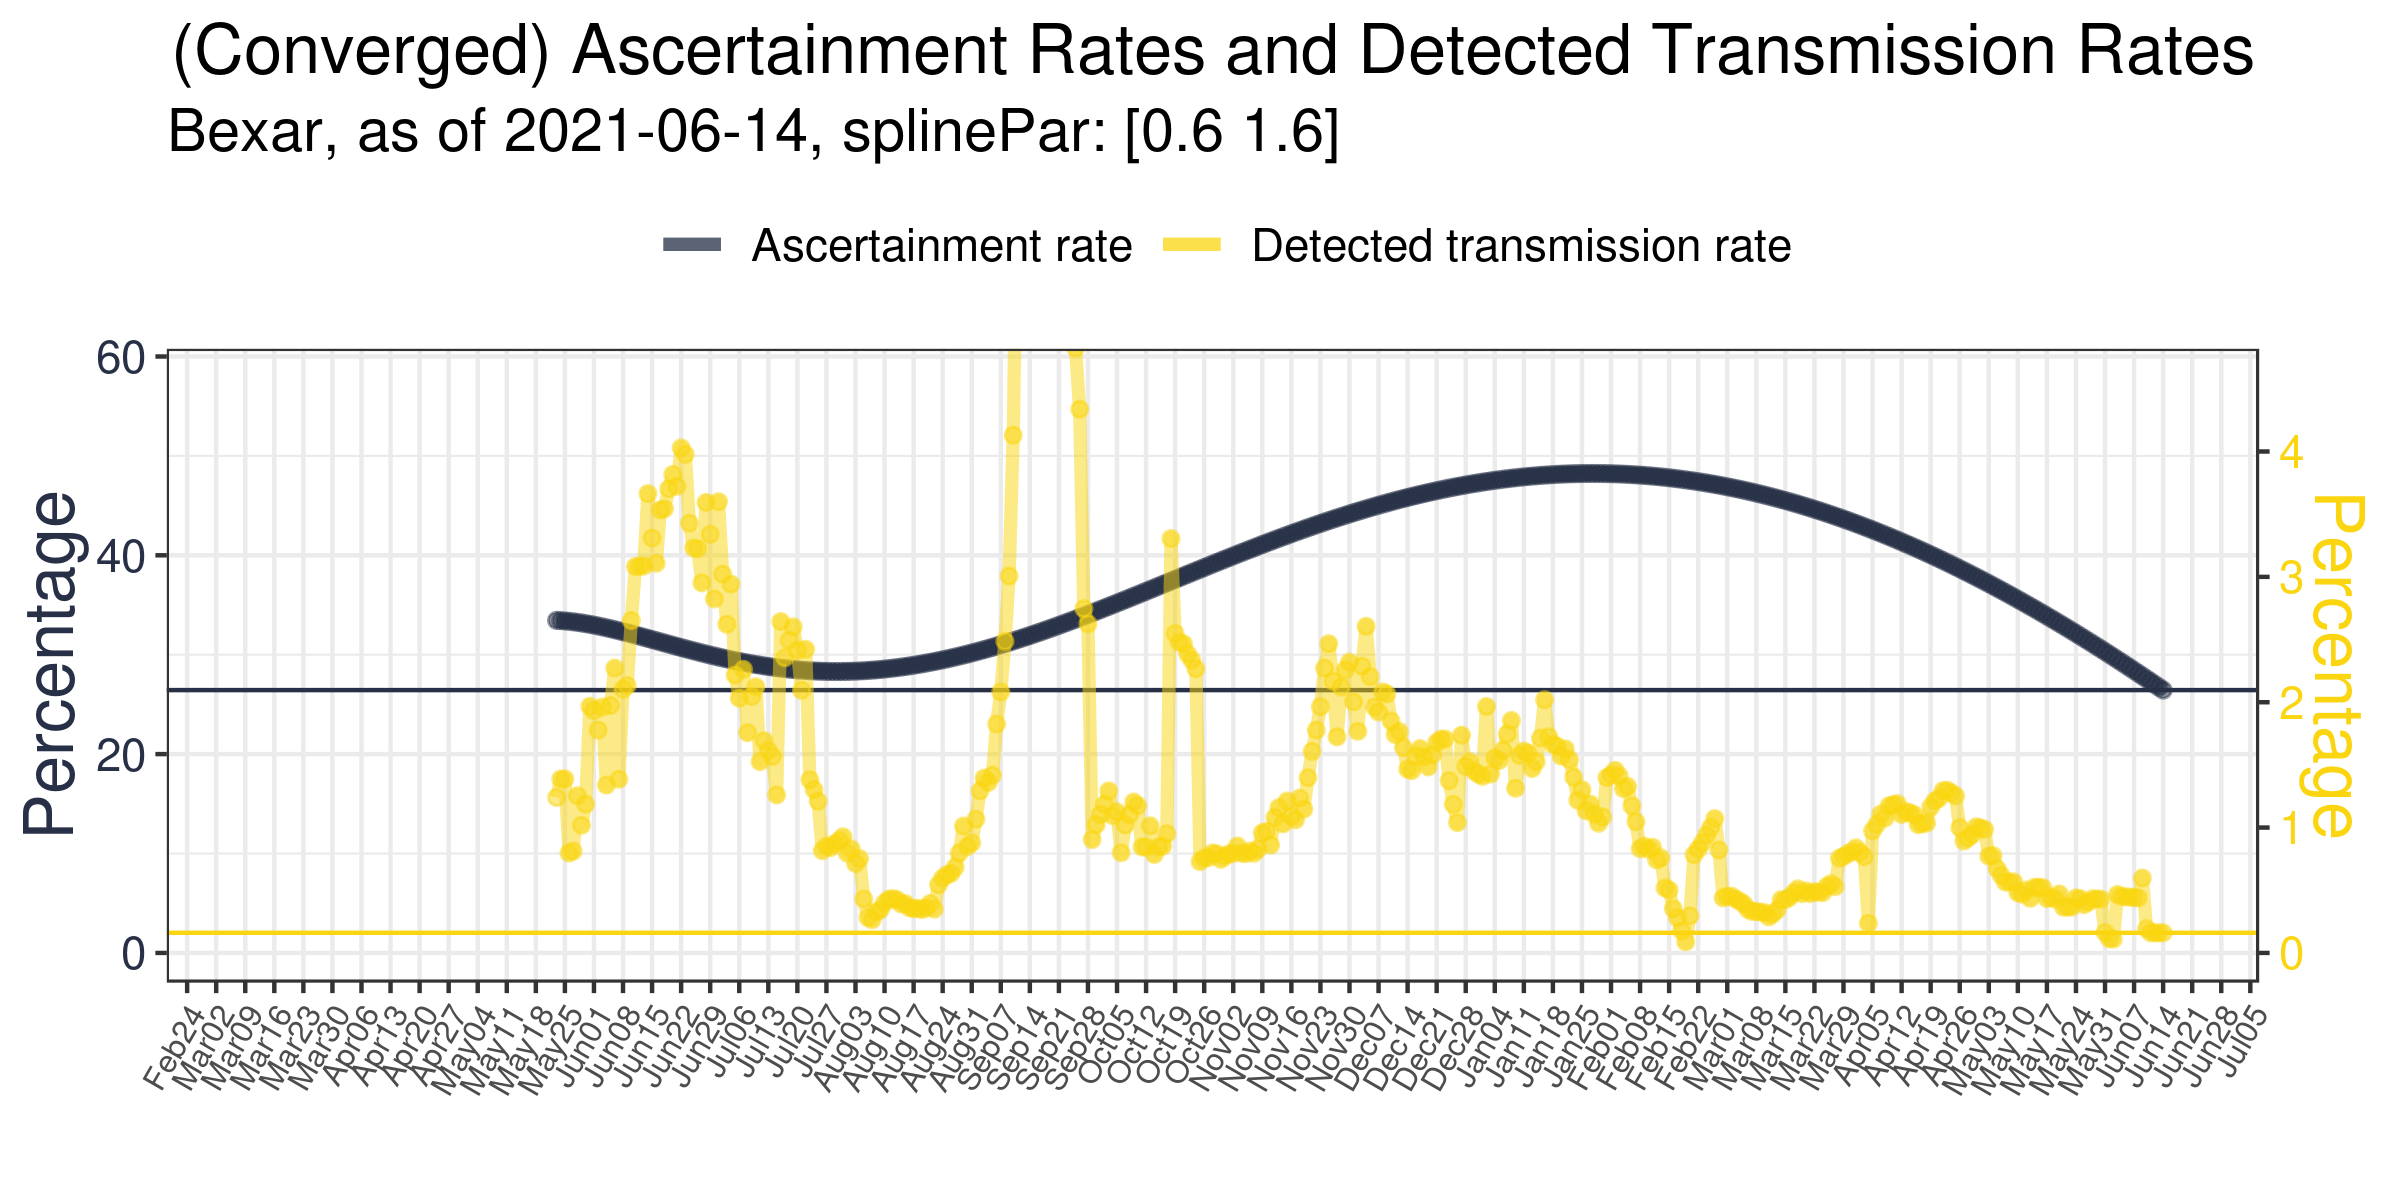 (Converged) Ascertainment Rates and Detected Transmission Rates
Bexar, as of 2021-06-14, splinePar: [0.6 1.6]
Ascertainment rate Detected transmission rate
Percentage
60
40
20
0
4
3
2
1
0
Percentage
Feb24 Mar02 Mar09 Mar16 Mar23 Mar30 Apr06 Apr13 Apr20 Apr27 May04 May11 May18 May25 Jun01 Jun08 Jun15 Jun22 Jun29 Jul06 Jul13 Jul20 Jul27 Aug03 Aug10 Aug17 Aug24 Aug31 Sep07 Sep14 Sep21 Sep28 Oct05 Oct12 Oct19 Oct26 Nov02 Nov09 Nov16 Nov23 Nov30 Dec07 Dec14 Dec21 Dec28 Jan04 Jan11 Jan18 Jan25 Feb01 Feb08 Feb15 Feb22 Mar01 Mar08 Mar15 Mar22 Mar29 Apr05 Apr12 Apr19 Apr26 May03 May10 May17 May24 May31 Jun07 Jun14 Jun21 Jun28 Jul05